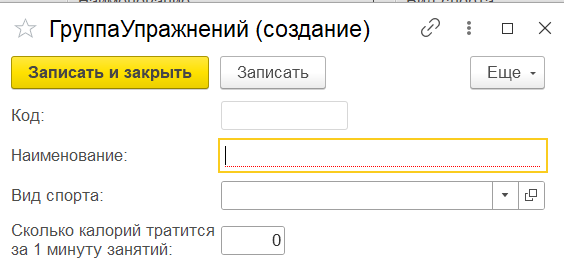 ГруппаУпражнений (создание)
Записать и закрыть
Записать
Еще
Код:
Наименование:
Вид спорта:
Сколько калорий тратится
за 1 минуту занятий:
0